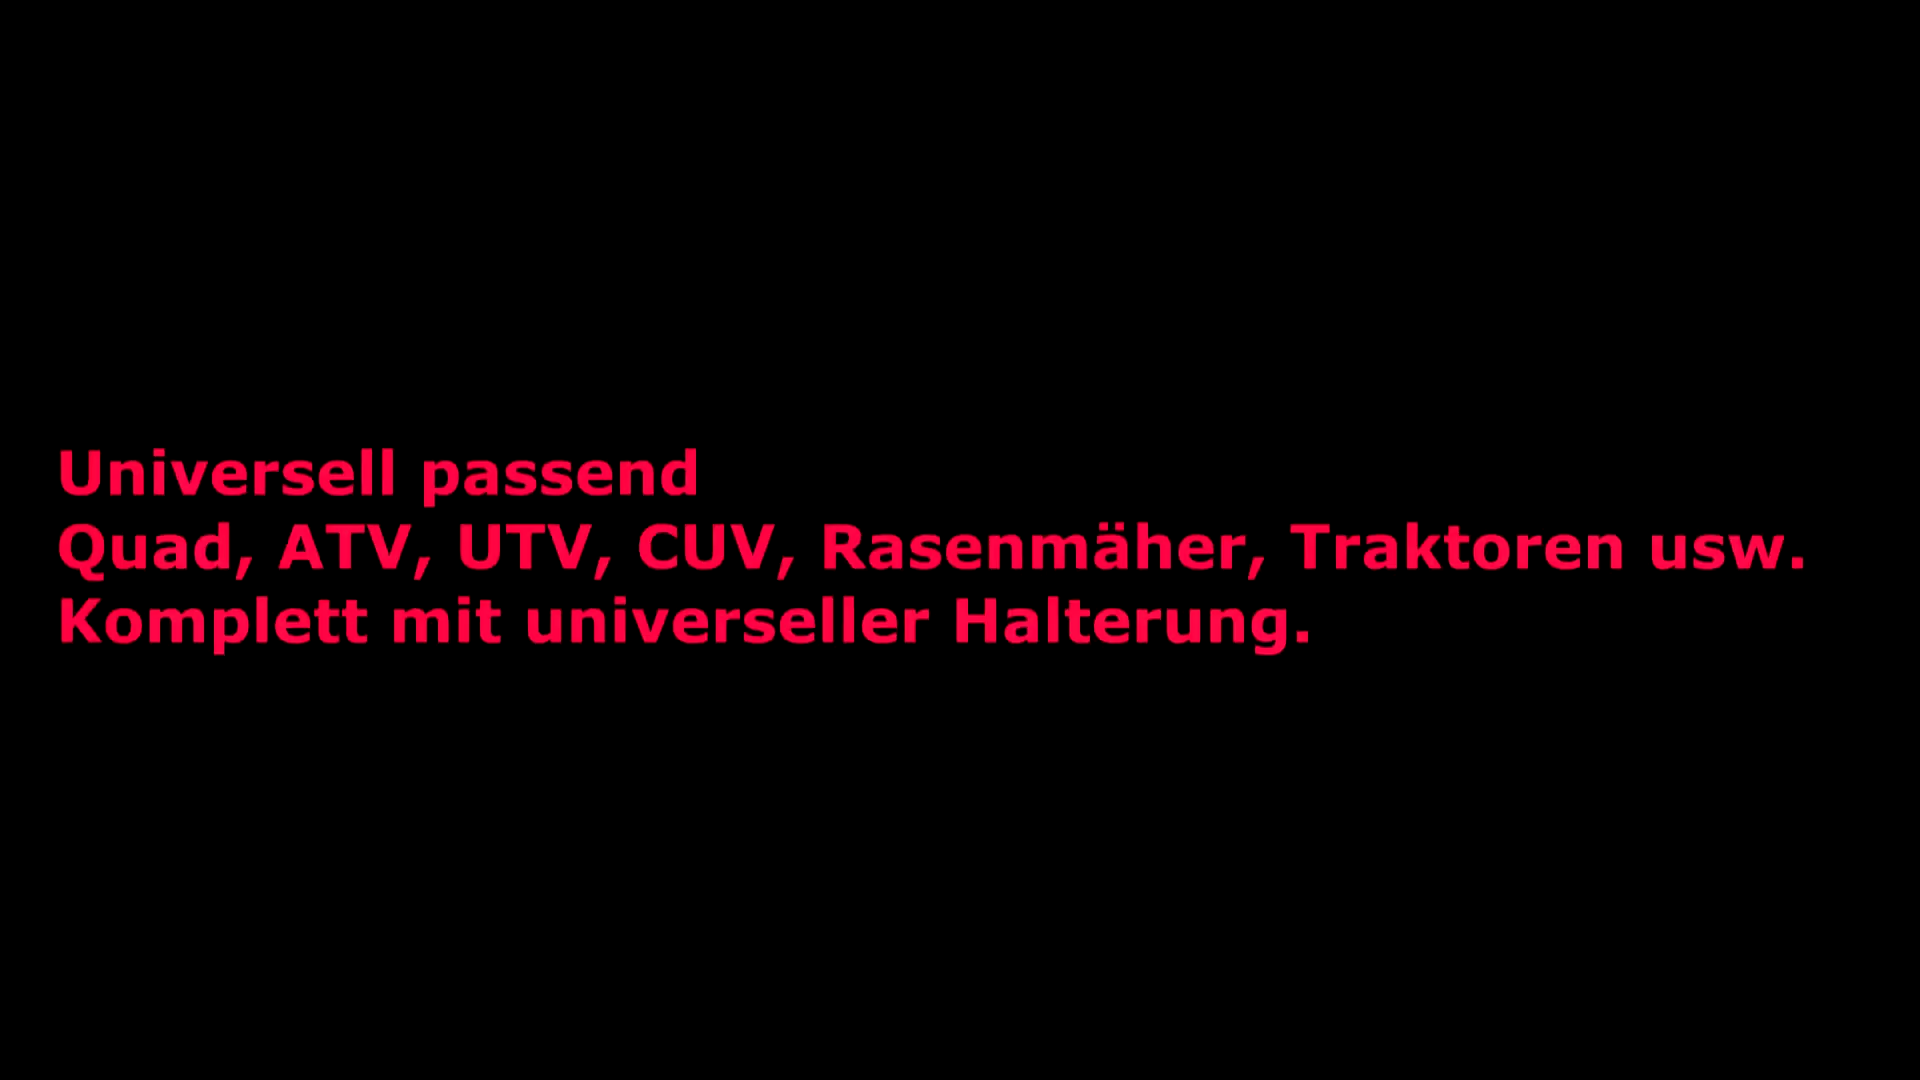 Universell passend
Quad, ATV, UTV, CUV, Rasenmäher, Traktoren usw.
Komplett mit universeller Halterung.